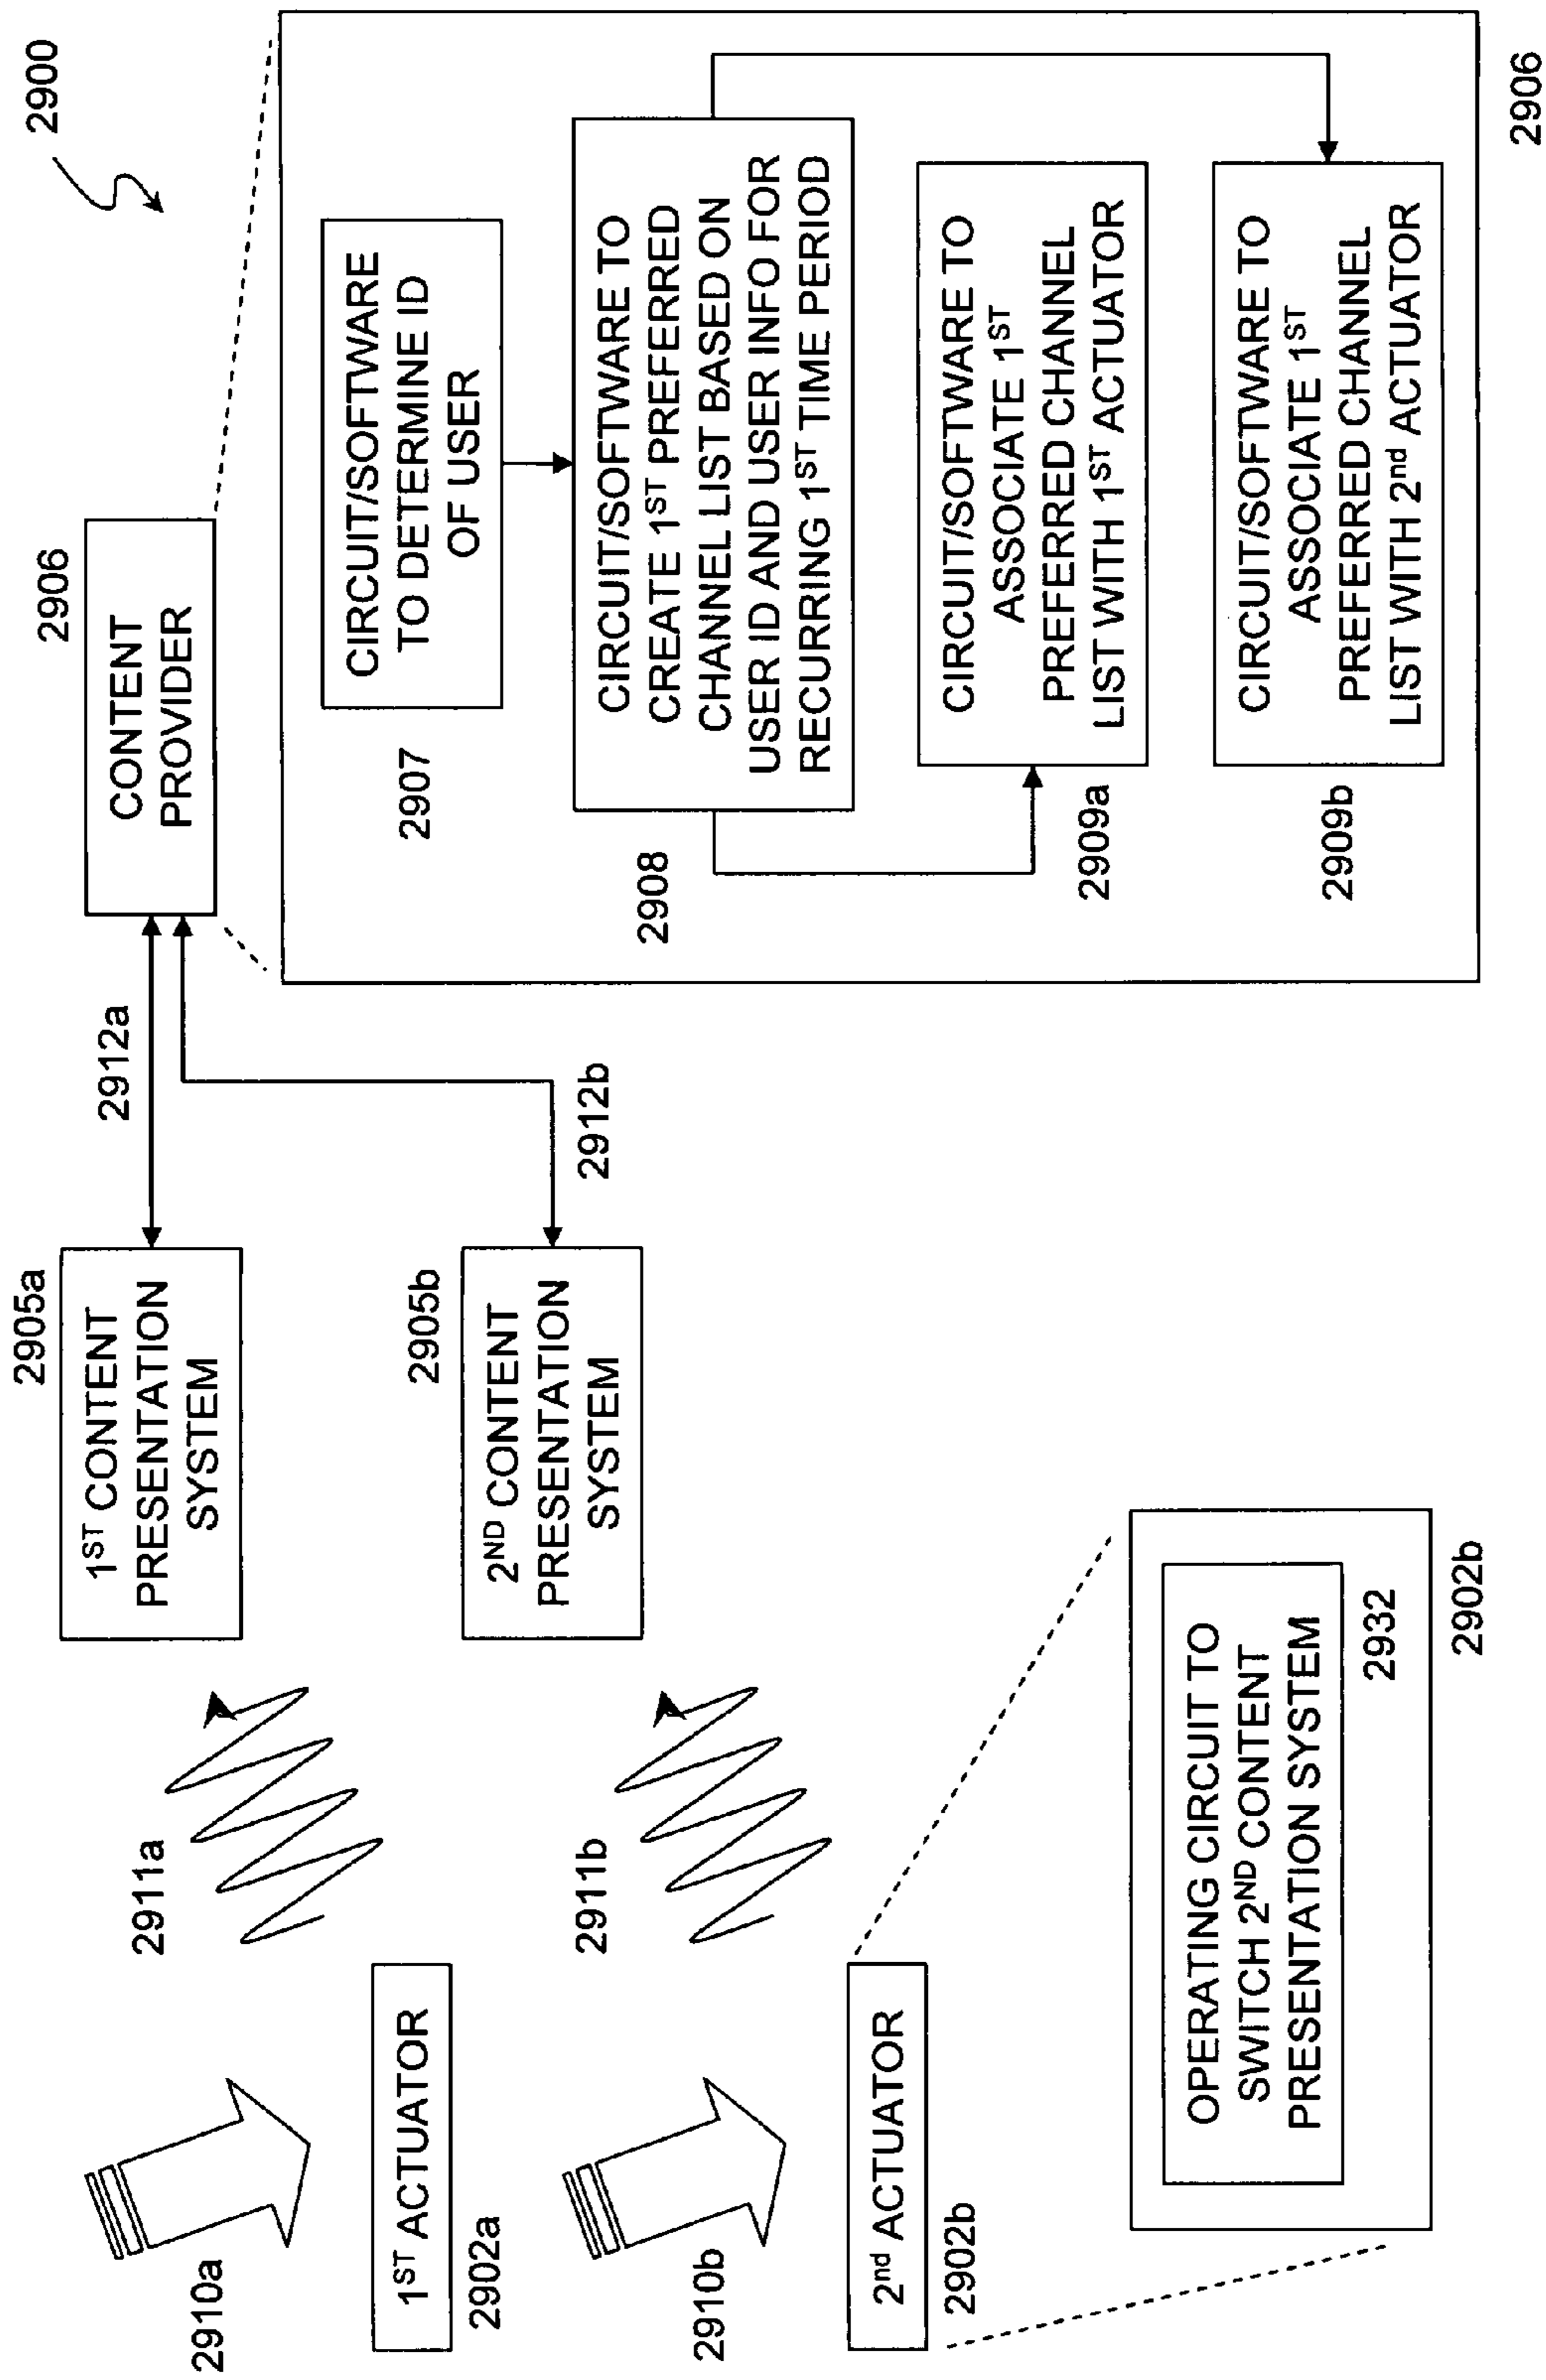 2900
2906
CONTENT
PROVIDER
2912a
2912b
2905a
1ST CONTENT
PRESENTATION
SYSTEM
2905b
2ND CONTENT
PRESENTATION
SYSTEM
2911a
2911b
2910a
1ST ACTUATOR
2902a
2910b
2nd ACTUATOR
2902b
OPERATING CIRCUIT TO
SWITCH 2ND CONTENT
PRESENTATION SYSTEM
2932
2902b
CIRCUIT/SOFTWARE
TO DETERMINE ID
OF USER
2907
CIRCUIT/SOFTWARE TO
CREATE 1ST PREFERRED
CHANNEL LIST BASED ON
USER ID AND USER INFO FOR
RECURRING 1ST TIME PERIOD
2908
CIRCUIT/SOFTWARE TO
ASSOCIATE 1ST
PREFERRED CHANNEL
LIST WITH 1ST ACTUATOR
2909a
CIRCUIT/SOFTWARE TO
ASSOCIATE 1ST
PREFERRED CHANNEL
LIST WITH 2nd ACTUATOR
2909b
2906